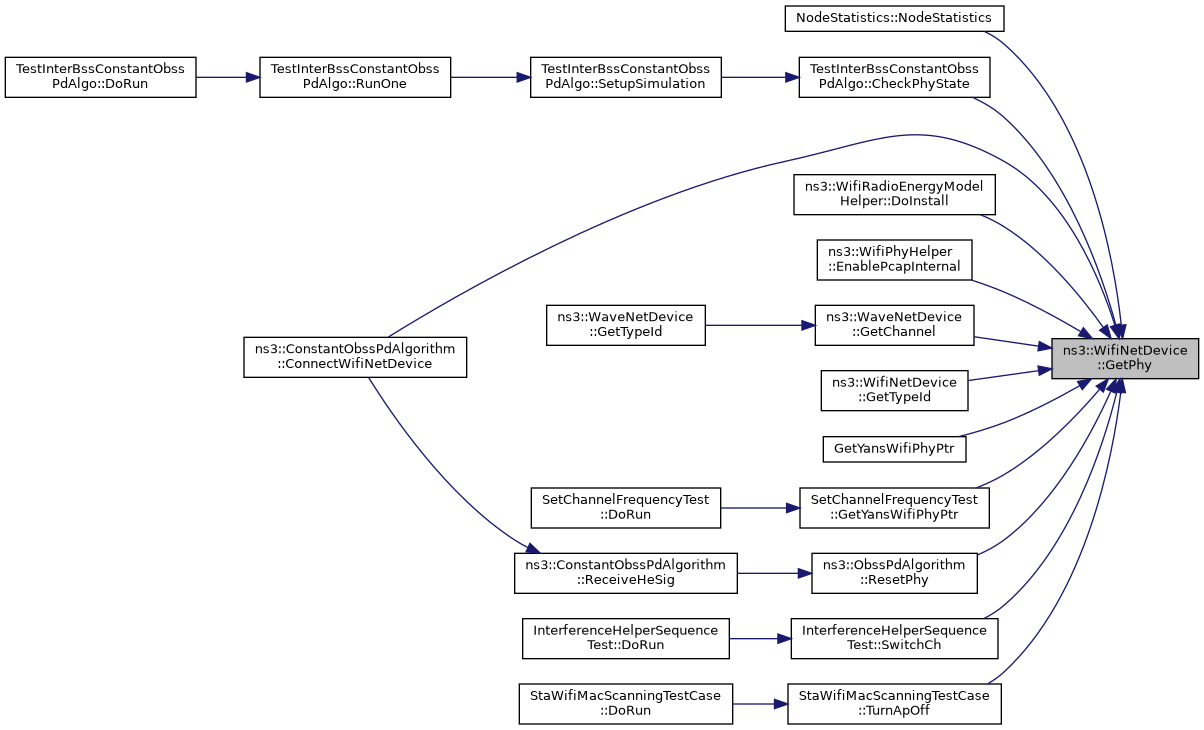 NodeStatistics::NodeStatistics
TestInterBssConstantObss
PdAlgo::DoRun
TestInterBssConstantObss
PdAlgo::RunOne
TestInterBssConstantObss
PdAlgo::SetupSimulation
TestInterBssConstantObss
PdAlgo::CheckPhyState
ns3::WifiRadioEnergyModel
Helper::DoInstall
ns3::WifiPhyHelper
::EnablePcapInternal
ns3::WaveNetDevice
::GetTypeId
ns3::WaveNetDevice
::GetChannel
ns3::ConstantObssPdAlgorithm
::ConnectWifiNetDevice
ns3::WifiNetDevice
::GetPhy
ns3::WifiNetDevice
::GetTypeId
GetYansWifiPhyPtr
SetChannelFrequencyTest
::DoRun
SetChannelFrequencyTest
::GetYansWifiPhyPtr
ns3::ConstantObssPdAlgorithm
::ReceiveHeSig
ns3::ObssPdAlgorithm
::ResetPhy
InterferenceHelperSequence
Test::DoRun
InterferenceHelperSequence
Test::SwitchCh
StaWifiMacScanningTestCase
::DoRun
StaWifiMacScanningTestCase
::TurnApOff